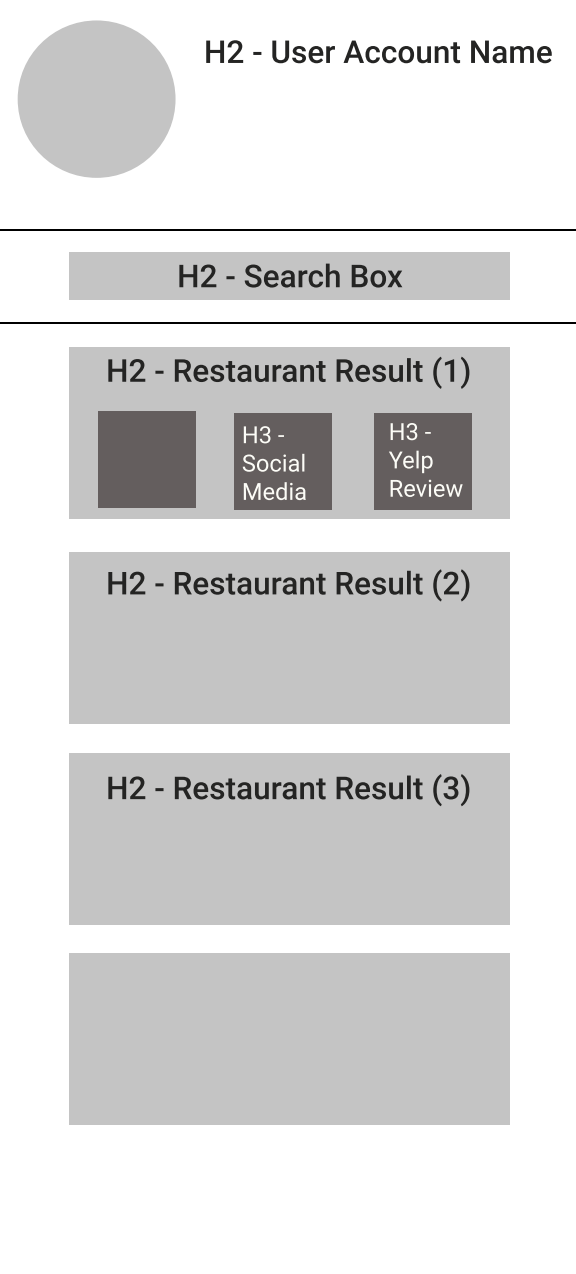 H2 - User Account Name
H2 - Search Box
H2 - Restaurant Result (1)
H3 -
Social
Media
H3 -
Yelp
Review
H2 - Restaurant Result (2)
H2 - Restaurant Result (3)